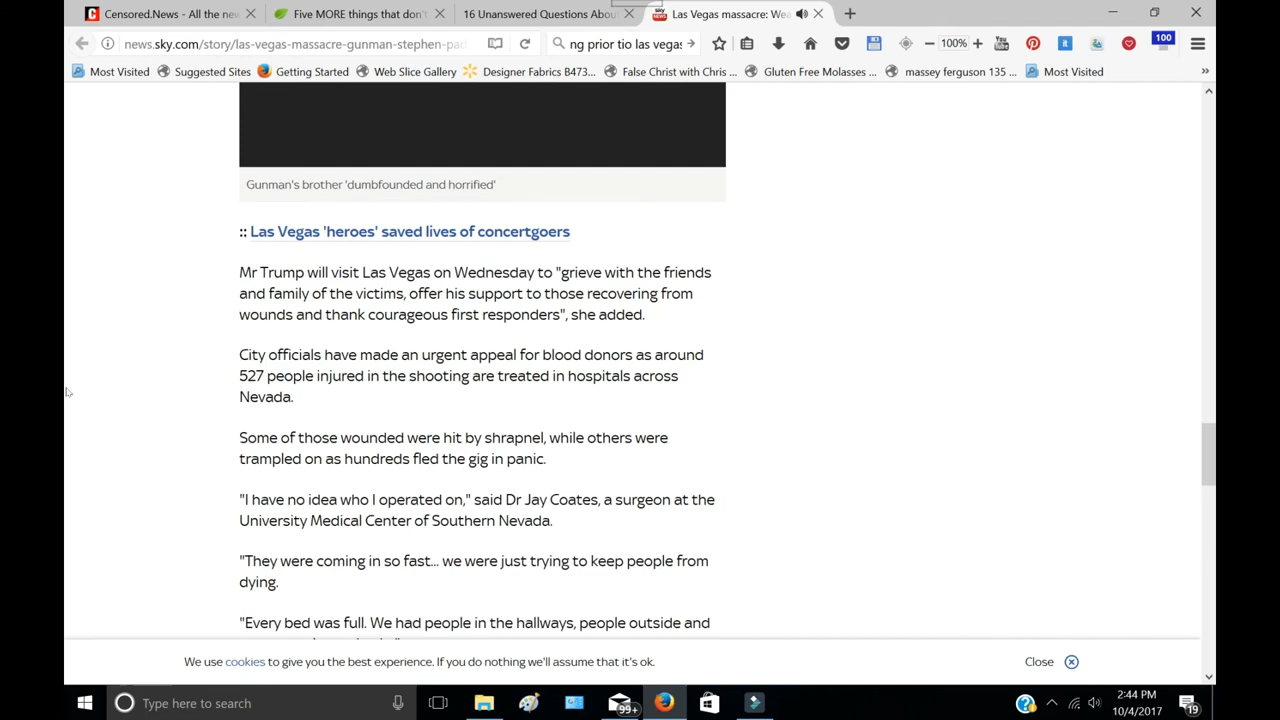 Censored.News - All the new
Five MORE things that don't
16 Unanswered Questions Abou
Las Vegas massacre: Wea
news.sky.com/story/las-vegas-massacre-gunman-stephen-pad
ng prior tio las vegas
100%
100
Most Visited
Suggested Sites
Getting Started
Web Slice Gallery
Designer Fabrics B473...
False Christ with Chris ...
Gluten Free Molasses ...
massey ferguson 135 ...
Most Visited
Gunman's brother 'dumbfounded and horrified'
:: Las Vegas 'heroes' saved lives of concertgoers
Mr Trump will visit Las Vegas on Wednesday to "grieve with the friends
and family of the victims, offer his support to those recovering from
wounds and thank courageous first responders", she added.
City officials have made an urgent appeal for blood donors as around
527 people injured in the shooting are treated in hospitals across
Nevada.
Some of those wounded were hit by shrapnel, while others were
trampled on as hundreds fled the gig in panic.
"I have no idea who I operated on," said Dr Jay Coates, a surgeon at the
University Medical Center of Southern Nevada.
"They were coming in so fast... we were just trying to keep people from
dying.
"Every bed was full. We had people in the hallways, people outside and
We use cookies to give you the best experience. If you do nothing we'll assume that it's ok.
Close
Type here to search
99+
2:44 PM
10/4/2017
19